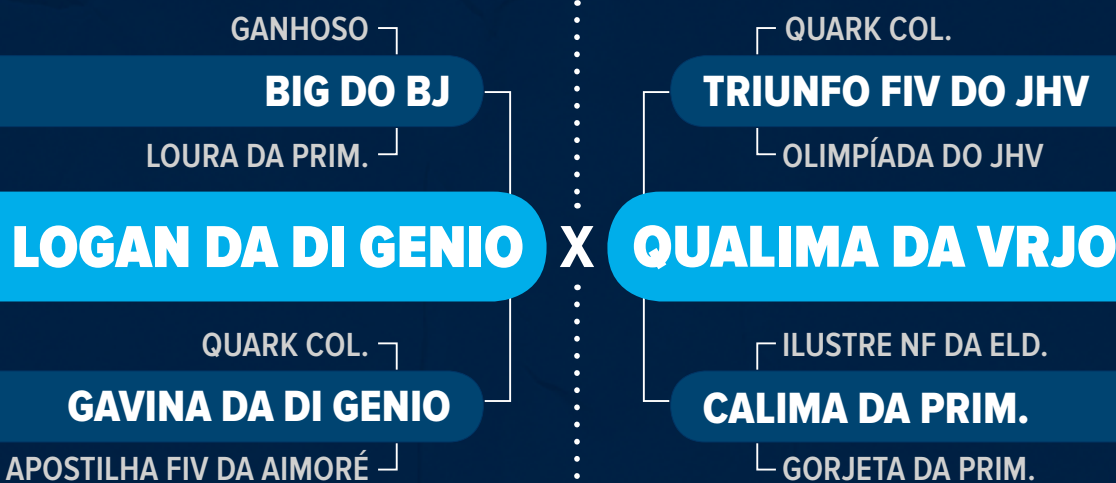 GANHOSO
BIG DO BJ
LOURA DA PRIM.
LOGAN DA DI GENIO
QUARK COL.
GAVINA DA DI GENIO
APOSTILHA FIV DA AIMORÉ
X
QUARK COL.
TRIUNFO FIV DO JHV
OLIMPÍADA DO JHV
QUALIMA DA VRJO
ILUSTRE NF DA ELD.
CALIMA DA PRIM.
GORJETA DA PRIM.